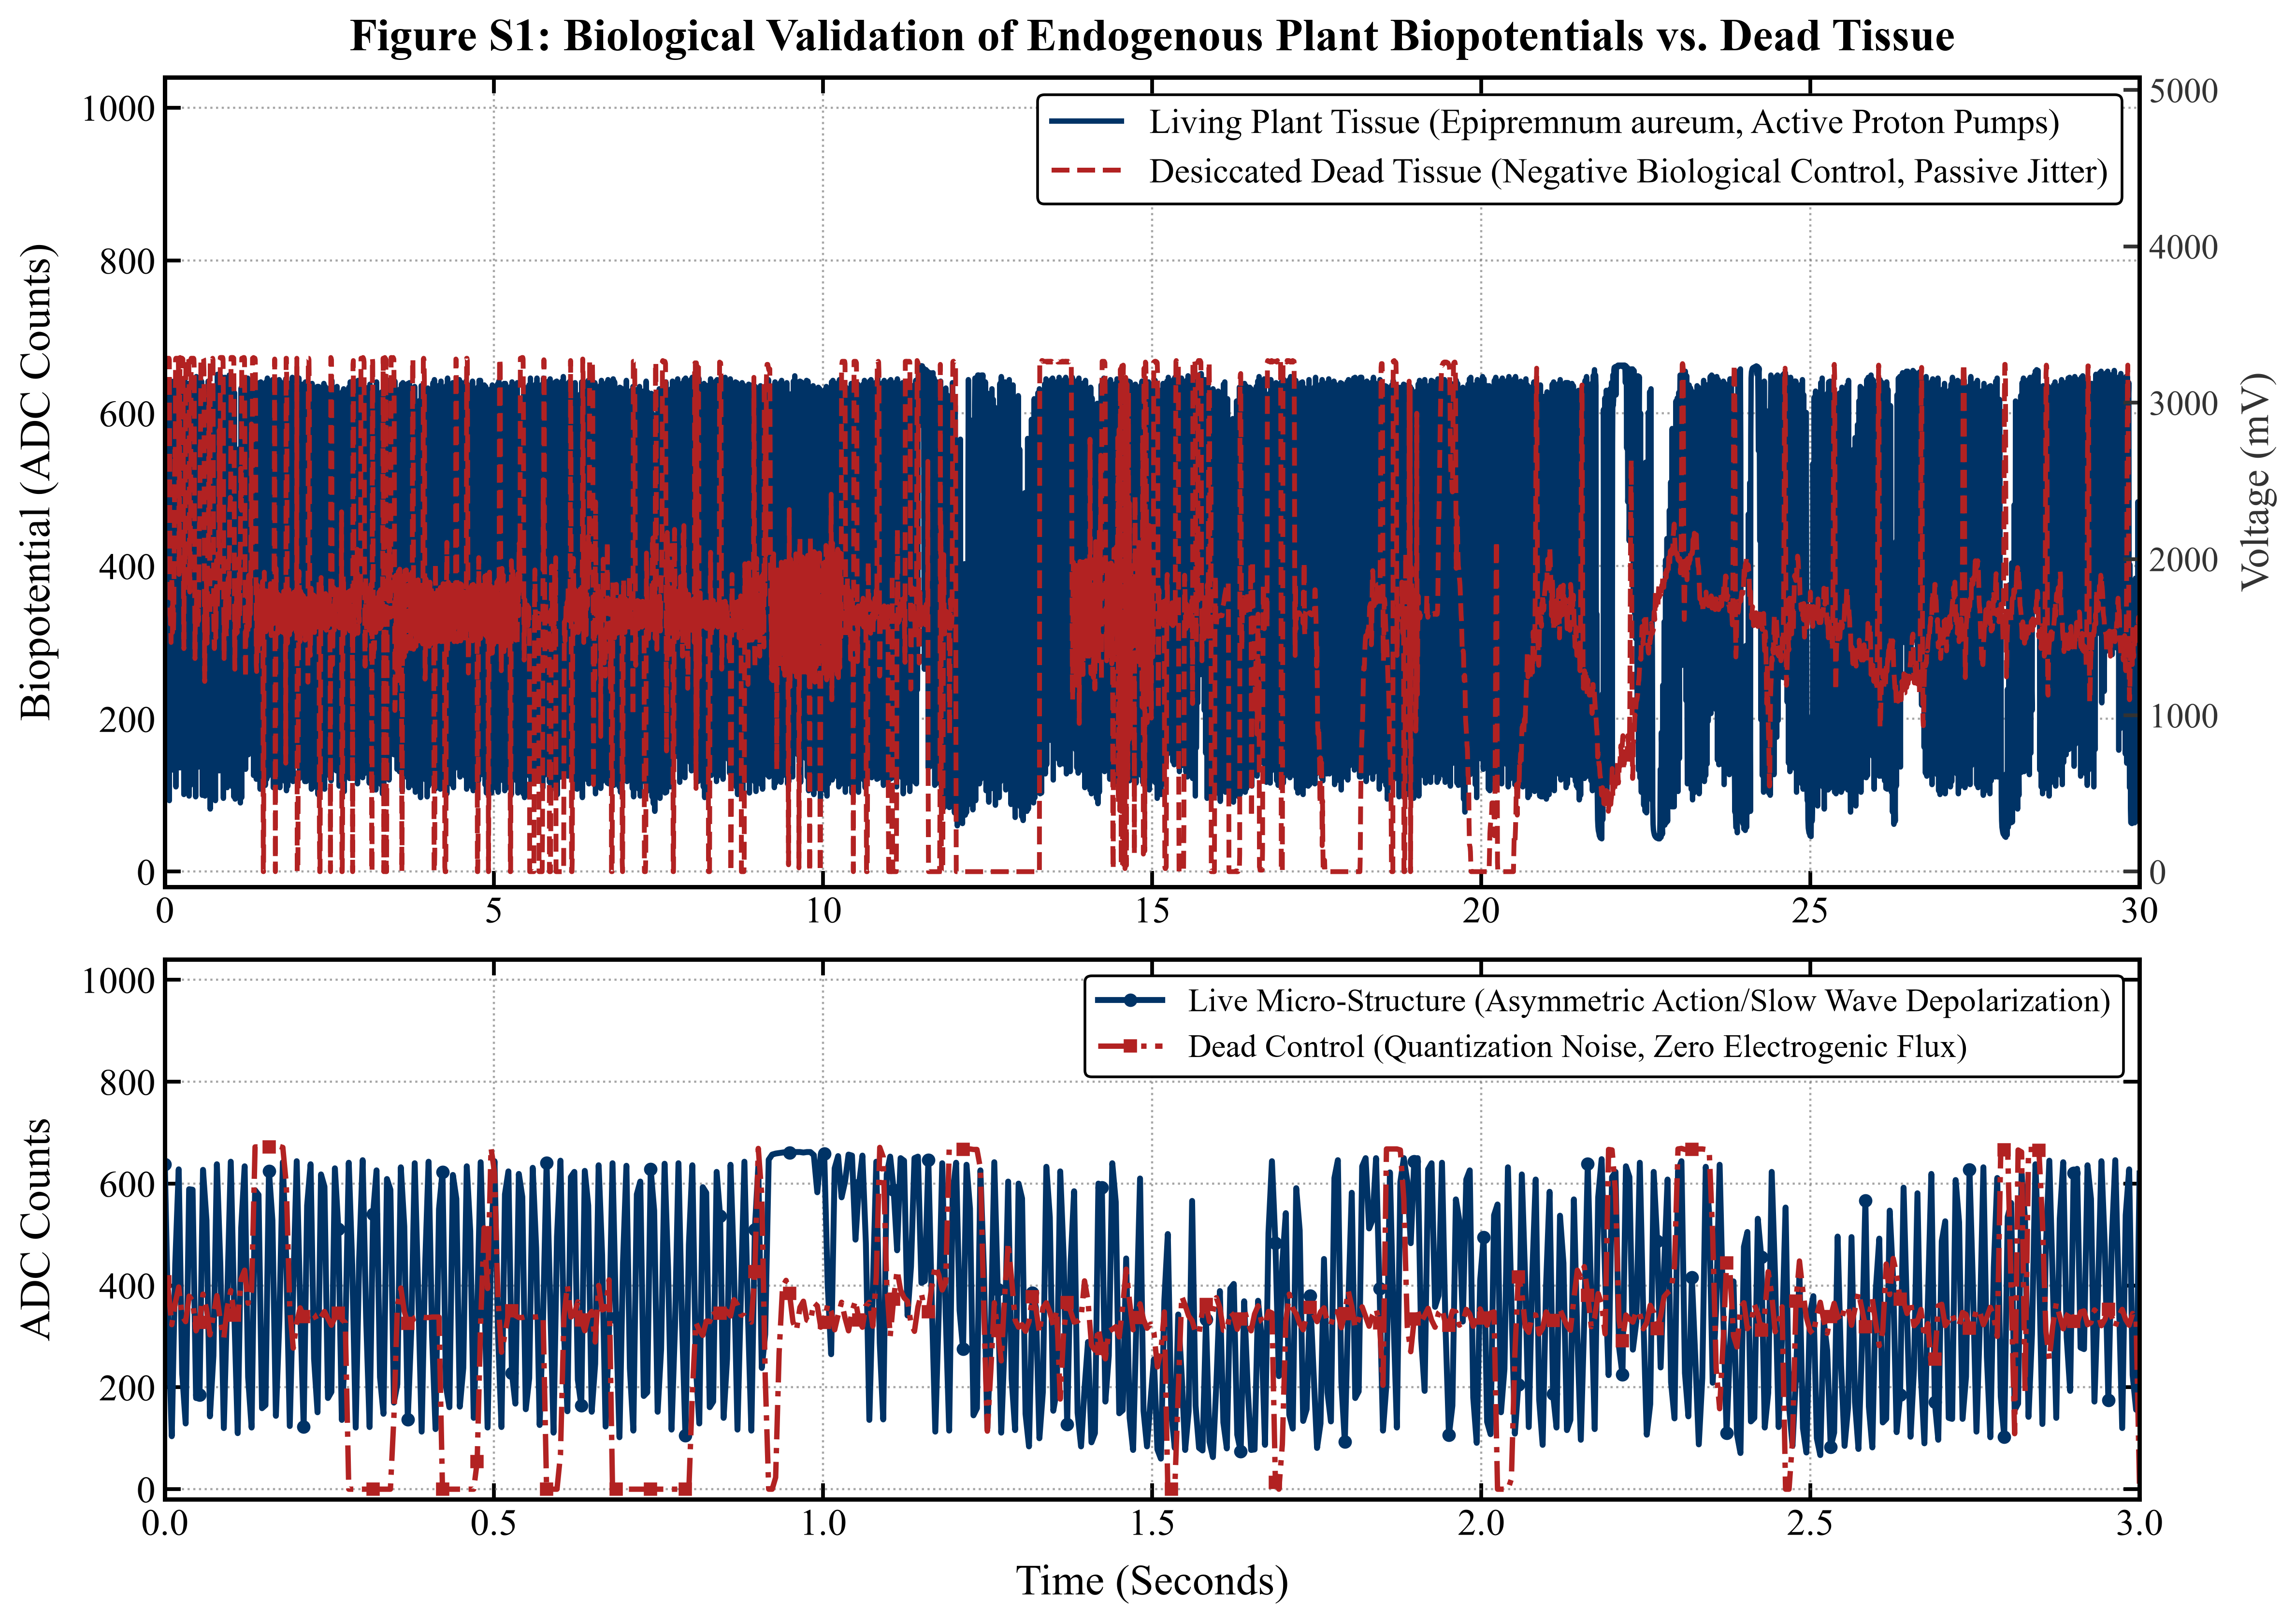 Figure S1: Biological Validation of Endogenous Plant Biopotentials vs. Dead Tissue
Biopotential (ADC Counts)
1000
800
600
400
200
0
Living Plant Tissue (Epipremnum aureum, Active Proton Pumps)
Desiccated Dead Tissue (Negative Biological Control, Passive Jitter)
5000
4000
3000
2000
1000
0
Voltage (mV)
0 5 10 15 20 25 30
ADC Counts
1000
800
600
400
200
0
Live Micro-Structure (Asymmetric Action/Slow Wave Depolarization)
Dead Control (Quantization Noise, Zero Electrogenic Flux)
0.0 0.5 1.0 1.5 2.0 2.5 3.0
Time (Seconds)